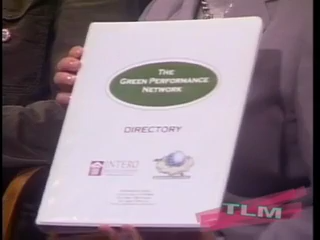 THE
GREEN PERFORMANCE
NETWORK
DIRECTORY
INTERO
TLM